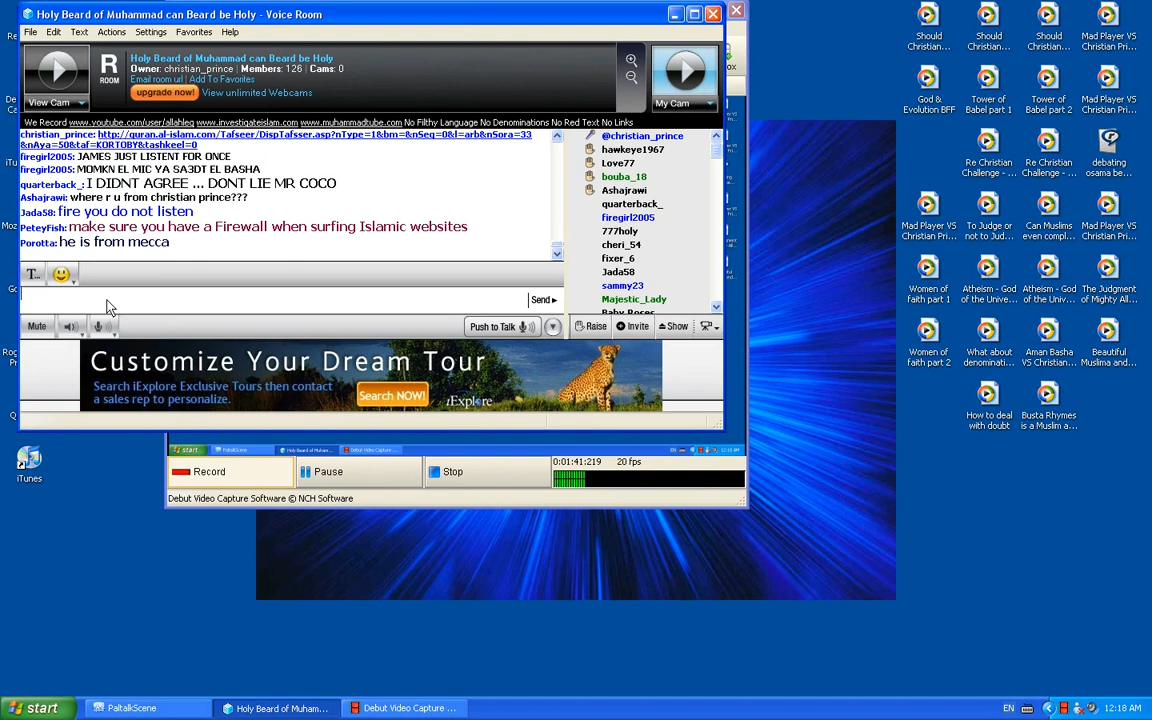 Holy Beard of Muhammad can Beard be Holy - Voice Room
File Edit Text Actions Settings Favorites Help
View Cam
R
ROOM
Holy Beard of Muhammad can Beard be Holy
Owner: christian_prince | Members: 126 | Cams: 0
Email room url | Add To Favorites
upgrade now! View unlimited Webcams
My Cam
We Record www.youtube.com/user/allahleg www.investigateislam.com www.muhammadtube.com No Filthy Language No Denominations No Red Text No Links
christian_prince: http://quran.al-islam.com/Tafseer/DispTafsser.asp?nType=1&bm=&nSeg=0&l=arb&nSora=33
&nAya=50&taf=KORTOBY&tashkeel=0
firegirl2005: JAMES JUST LISTENT FOR ONCE
firegirl2005: MOMKN EL MIC YA SA3DT EL BASHA
quarterback_: I DIDNT AGREE ... DONT LIE MR COCO
Ashajrawi: where r u from christian prince???
Jada58: fire you do not listen
PeteyFish: make sure you have a Firewall when surfing Islamic websites
Porotta: he is from mecca
@christian_prince
hawkeye1967
Love77
bouba_18
Ashajrawi
quarterback_
firegirl2005
777holy
cheri_54
fixer_6
Jada58
sammy23
Majestic_Lady
Baby_Roses
T...
Send
Mute
Push to Talk
Raise Invite Show
Customize Your Dream Tour
Search iExplore Exclusive Tours then contact
a sales rep to personalize.
Search NOW!
iExplore
start PaltalkScene Holy Beard of Muham... Debut Video Capture ...
Record Pause Stop
0:01:41:219 20 fps
Debut Video Capture Software © NCH Software
iTunes
Should Christian...
Should Christian...
Should Christian...
Mad Player VS Christian Pri...
God & Evolution BFF
Tower of Babel part 1
Tower of Babel part 2
Mad Player VS Christian Pri...
Re Christian Challenge - ...
Re Christian Challenge - ...
debating osama be...
Mad Player VS Christian Pri...
To Judge or not to Jud...
Can Muslims even compl...
Mad Player VS Christian Pri...
Women of faith part 1
Atheism - God of the Unive...
Atheism - God of the Unive...
The Judgment of Mighty All...
Women of faith part 2
What about denominati...
Aman Basha VS Christian...
Beautiful Muslims ...
How to deal with doubt
Busta Rhymes is a Muslim a...
start
PaltalkScene
Holy Beard of Muham...
Debut Video Capture ...
EN
12:18 AM